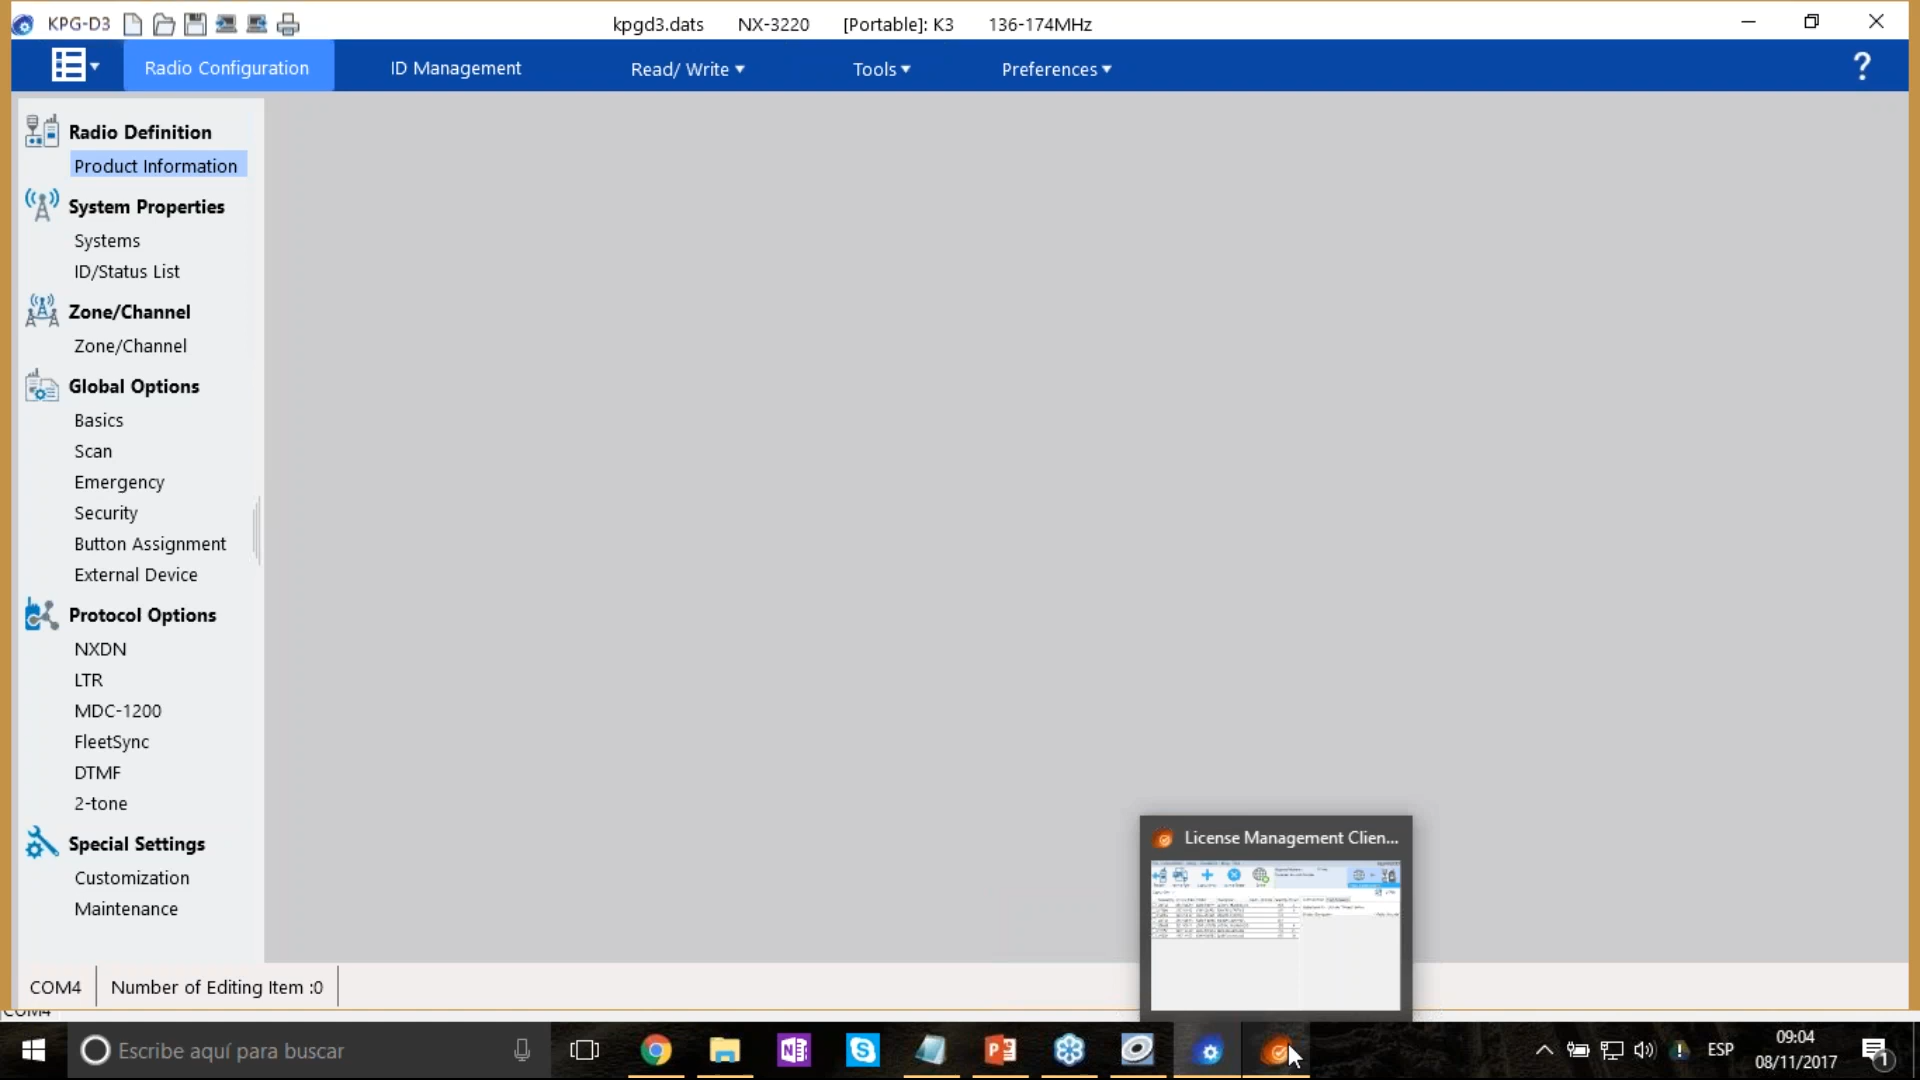 KPG-D3
kpgd3.dats NX-3220 [Portable]: K3 136-174MHz
Radio Configuration ID Management Read/ Write Tools Preferences ?
Radio Definition
Product Information
System Properties
Systems
ID/Status List
Zone/Channel
Zone/Channel
Global Options
Basics
Scan
Emergency
Security
Button Assignment
External Device
Protocol Options
NXDN
LTR
MDC-1200
FleetSync
DTMF
2-tone
Special Settings
Customization
Maintenance
License Management Clien...
COM4 Number of Editing Item :0
COM4
Escribe aquí para buscar
ESP
09:04
08/11/2017
1